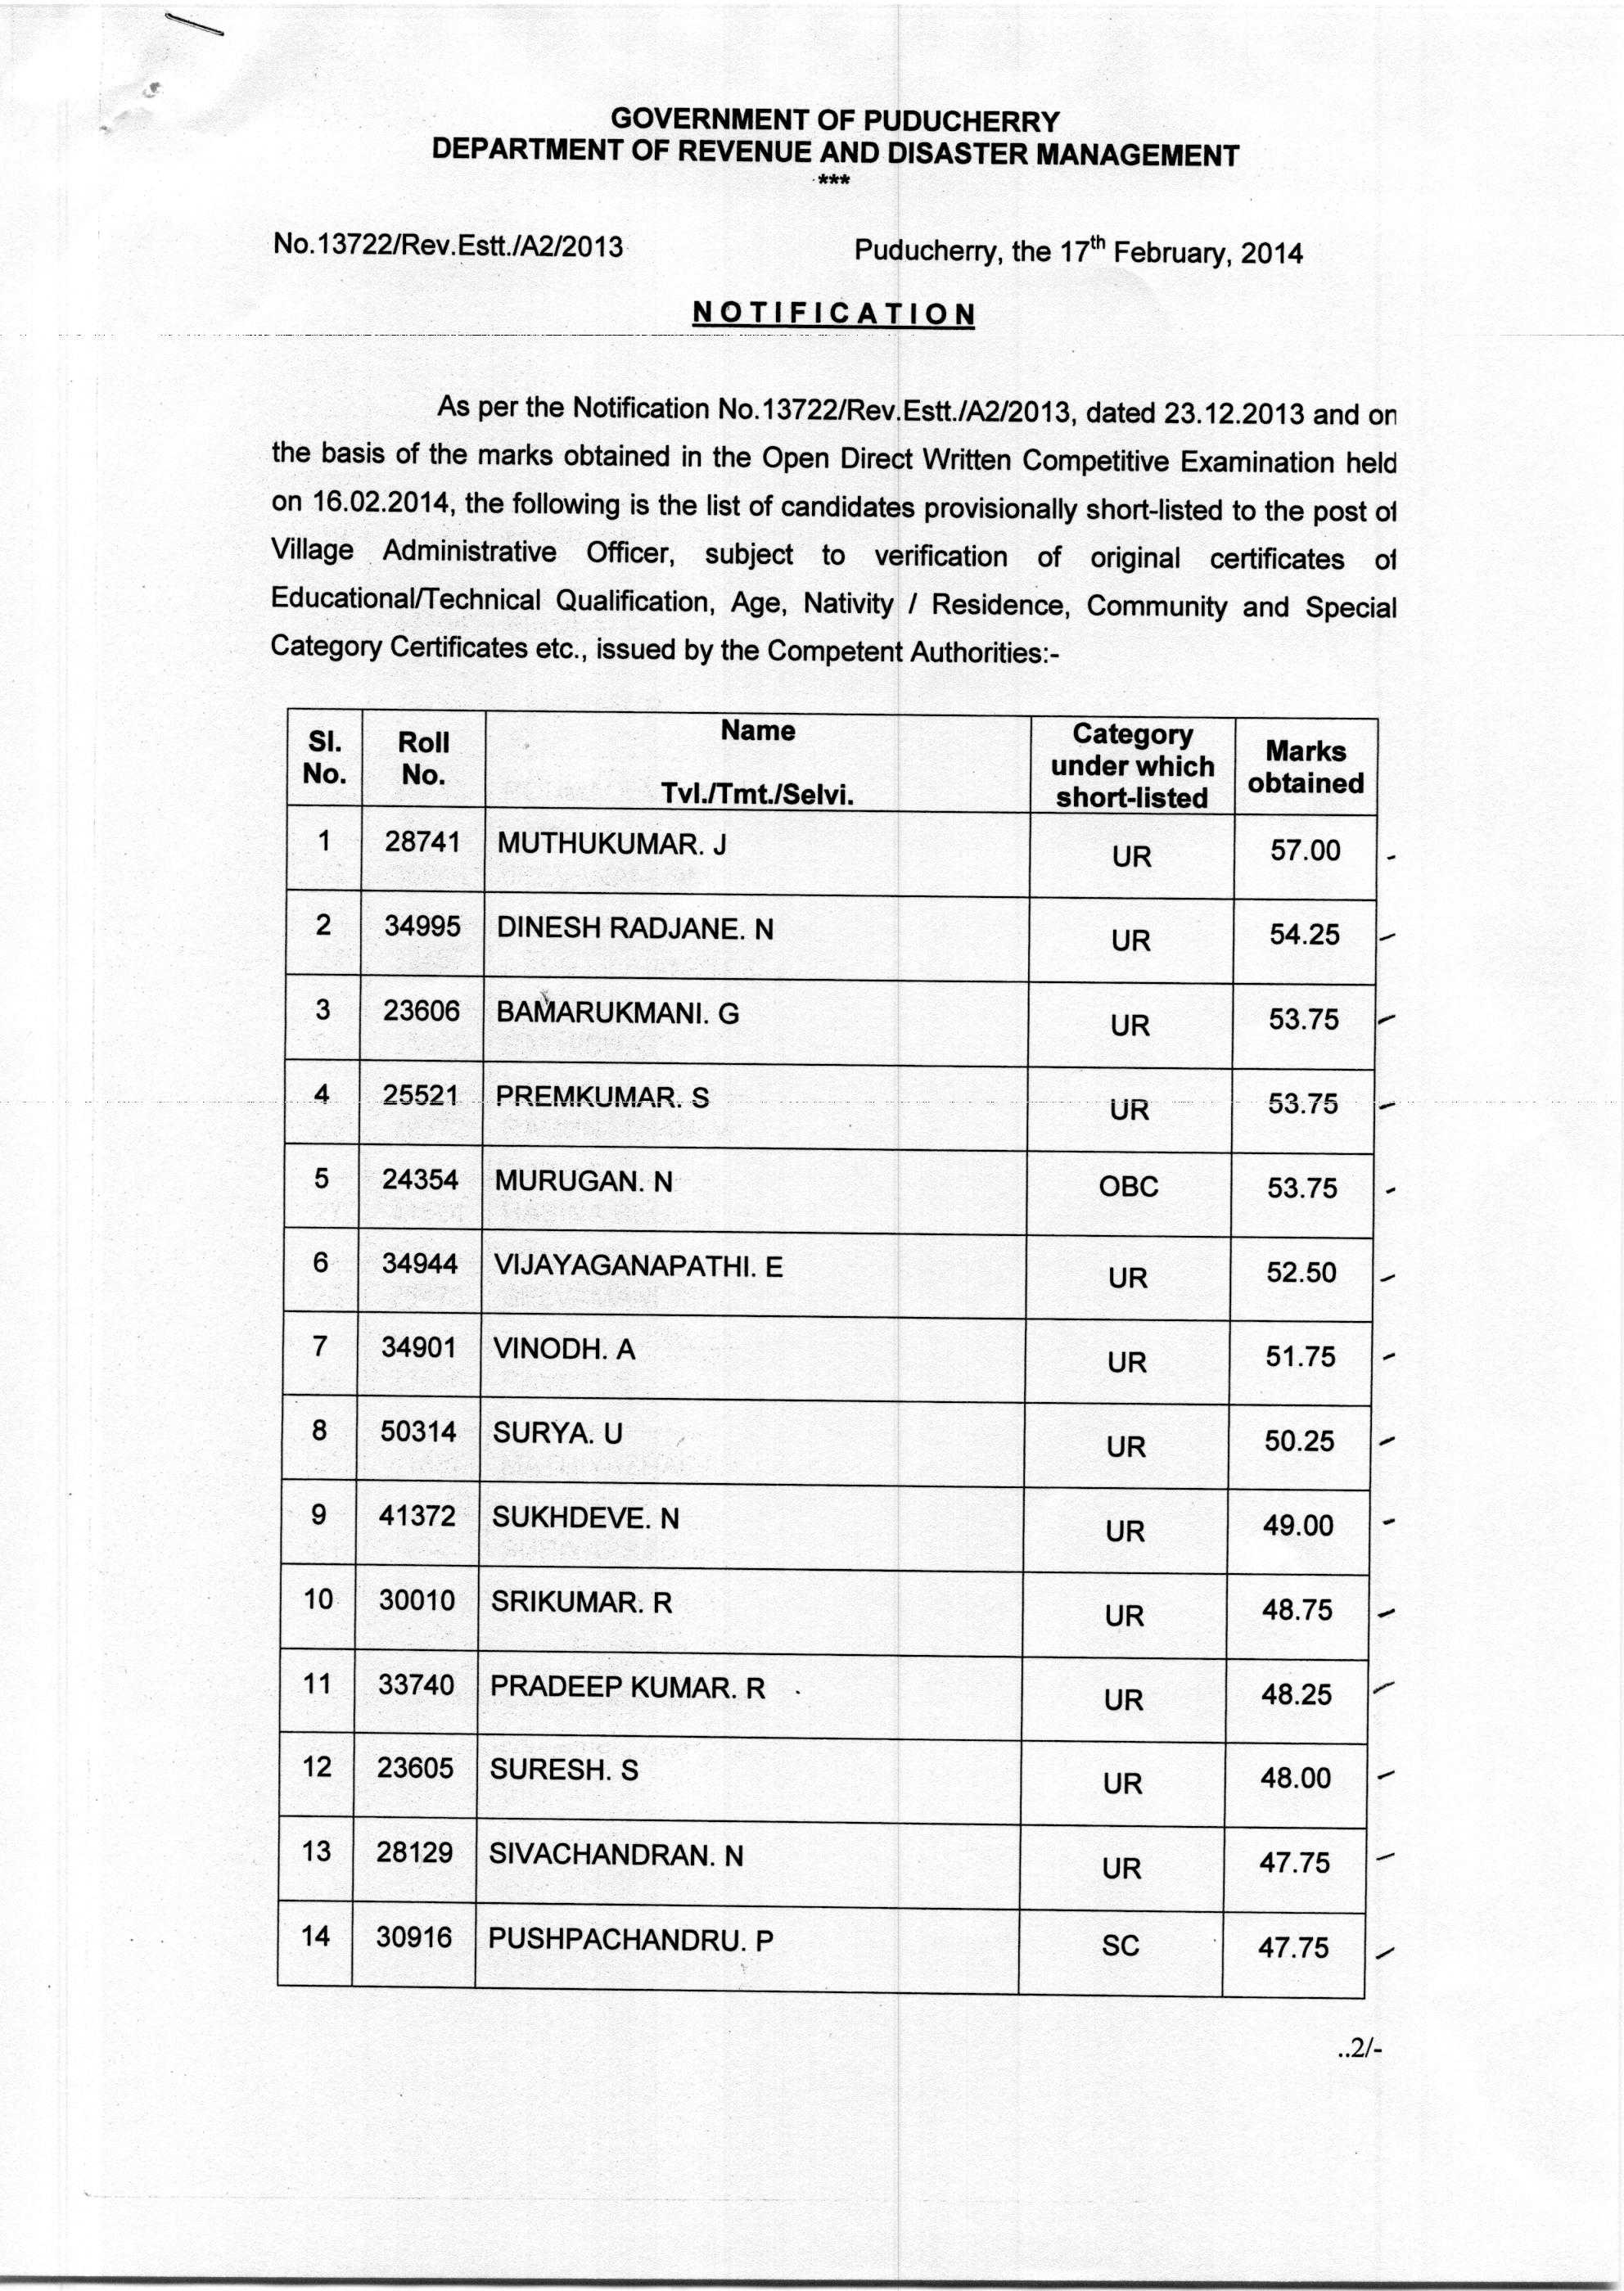 GOVERNMENT OF PUDUCHERRY
DEPARTMENT OF REVENUE AND DISASTER MANAGEMENT
***
No.13722/Rev.Estt./A2/2013 Puducherry, the 17th February, 2014
NOTIFICATION
As per the Notification No.13722/Rev.Estt./A2/2013, dated 23.12.2013 and on
the basis of the marks obtained in the Open Direct Written Competitive Examination held
on 16.02.2014, the following is the list of candidates provisionally short-listed to the post of
Village Administrative Officer, subject to verification of original certificates of
Educational/Technical Qualification, Age, Nativity / Residence, Community and Special
Category Certificates etc., issued by the Competent Authorities:-
Sl. No. Roll No. Name Tvl./Tmt./Selvi. Category under which short-listed Marks obtained
1 28741 MUTHUKUMAR. J UR 57.00
2 34995 DINESH RADJANE. N UR 54.25
3 23606 BAMARUKMANI. G UR 53.75
4 25521 PREMKUMAR. S UR 53.75
5 24354 MURUGAN. N OBC 53.75
6 34944 VIJAYAGANAPATHI. E UR 52.50
7 34901 VINODH. A UR 51.75
8 50314 SURYA. U UR 50.25
9 41372 SUKHDEVE. N UR 49.00
10 30010 SRIKUMAR. R UR 48.75
11 33740 PRADEEP KUMAR. R UR 48.25
12 23605 SURESH. S UR 48.00
13 28129 SIVACHANDRAN. N UR 47.75
14 30916 PUSHPACHANDRU. P SC 47.75
..2/-